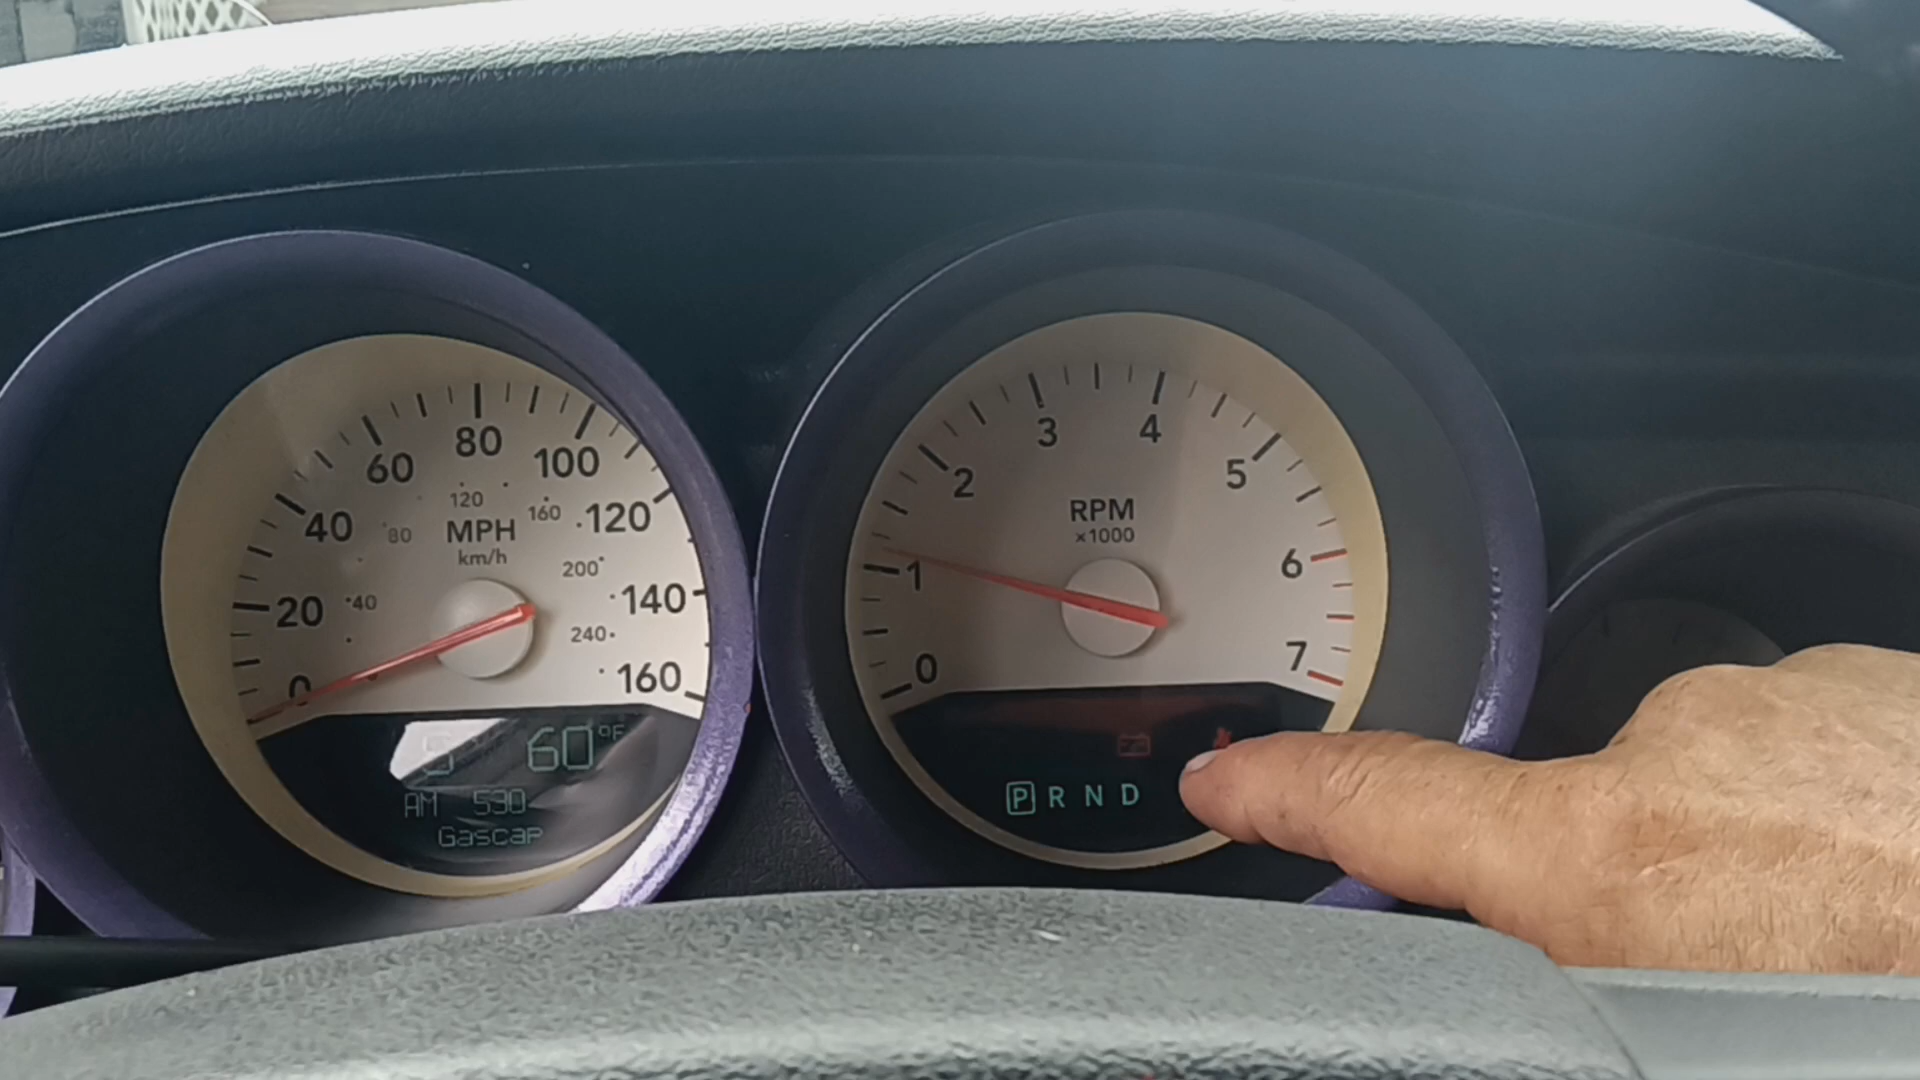 0 20 40 60 80 100 120 140 160
40 80 120 160 200 240
MPH
km/h
60°F
AM 530
Gascap
0 1 2 3 4 5 6 7
RPM
×1000
P R N D